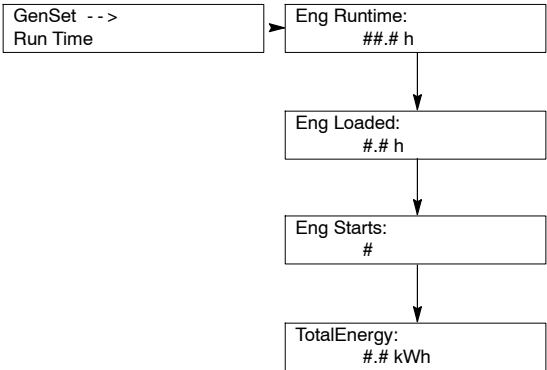 GenSet -->
Run Time
Eng Runtime:
##.# h
Eng Loaded:
#.# h
Eng Starts:
#
TotalEnergy:
#.# kWh